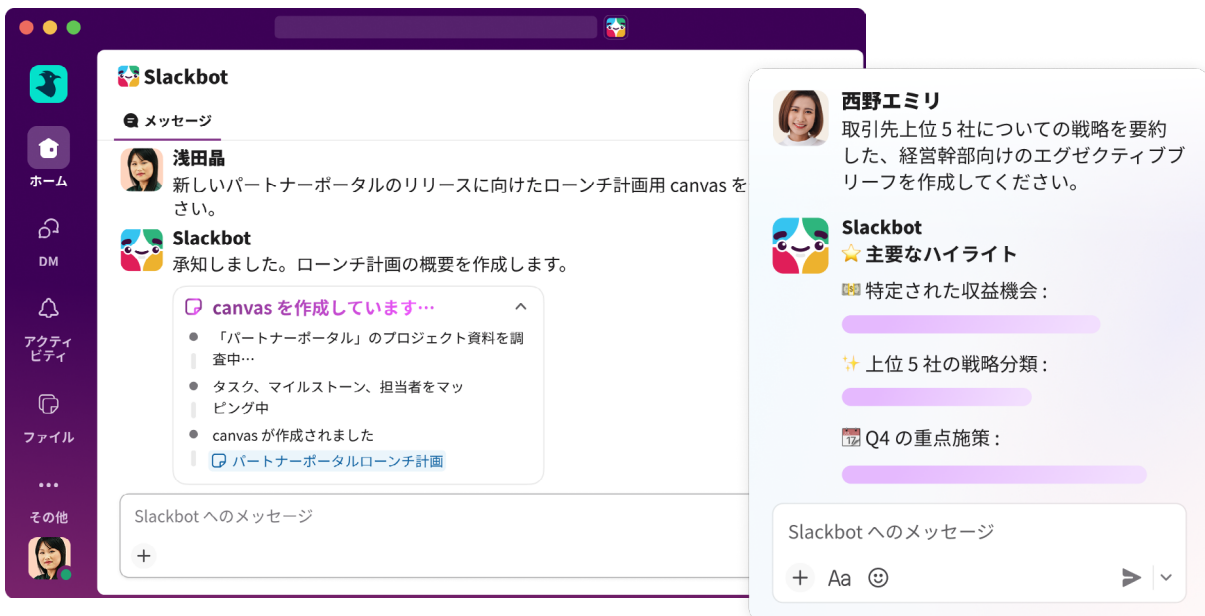 Slackbot
メッセージ
ホーム
DM
アクティ
ビティ
ファイル
その他
浅田晶
新しいパートナーポータルのリリースに向けたローンチ計画用 canvas を
さい。
Slackbot
承知しました。ローンチ計画の概要を作成します。
canvas を作成しています…
「パートナーポータル」のプロジェクト資料を調
査中…
タスク、マイルストーン、担当者をマッ
ピング中
canvas が作成されました
パートナーポータルローンチ計画
Slackbot へのメッセージ
西野エミリ
取引先上位 5 社についての戦略を要約
した、経営幹部向けのエグゼクティブブ
リーフを作成してください。
Slackbot
主要なハイライト
特定された収益機会 :
上位 5 社の戦略分類 :
17
Q4 の重点施策 :
Slackbot へのメッセージ
Aa